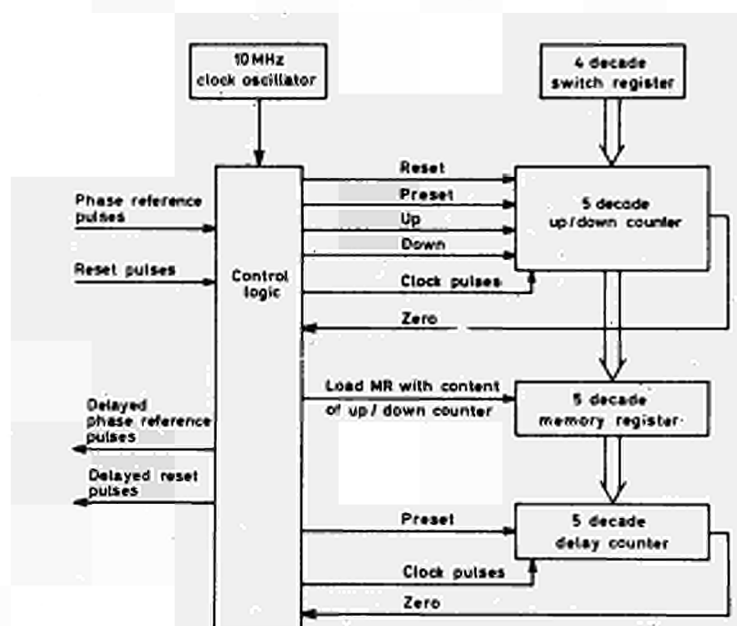 10 MHz
clock oscillator
4 decade
switch register
Reset
Preset
Up
Down
Clock pulses
Zero
5 decade
up/down counter
Phase reference
pulses
Reset pulses
Control
logic
Load MR with content
of up / down counter
5 decade
memory register
Delayed
phase reference
pulses
Delayed reset
pulses
Preset
5 decade
delay counter
Clock pulses
Zero